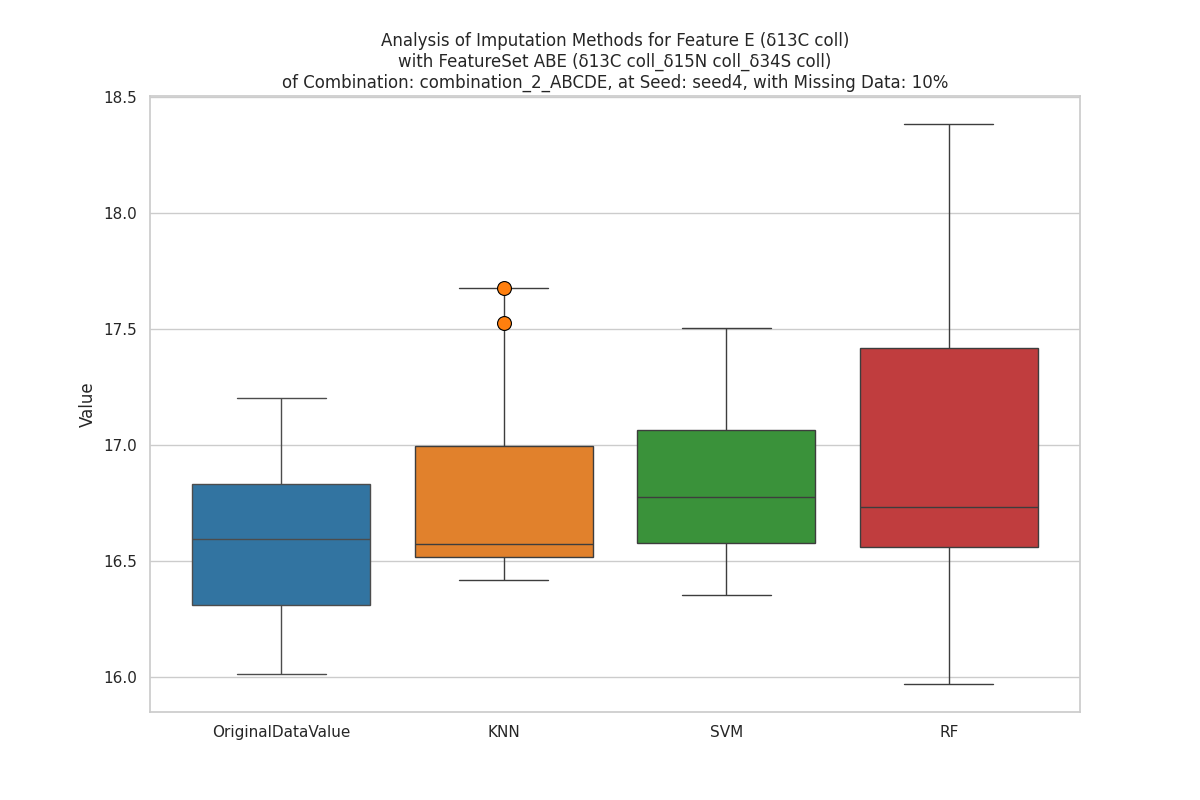 Analysis of Imputation Methods for Feature E (δ13C coll)
with FeatureSet ABE (δ13C coll_δ15N coll_δ34S coll)
of Combination: combination_2_ABCDE, at Seed: seed4, with Missing Data: 10%
18.5
18.0
17.5
17.0
16.5
16.0
Value
OriginalDataValue
KNN
SVM
RF